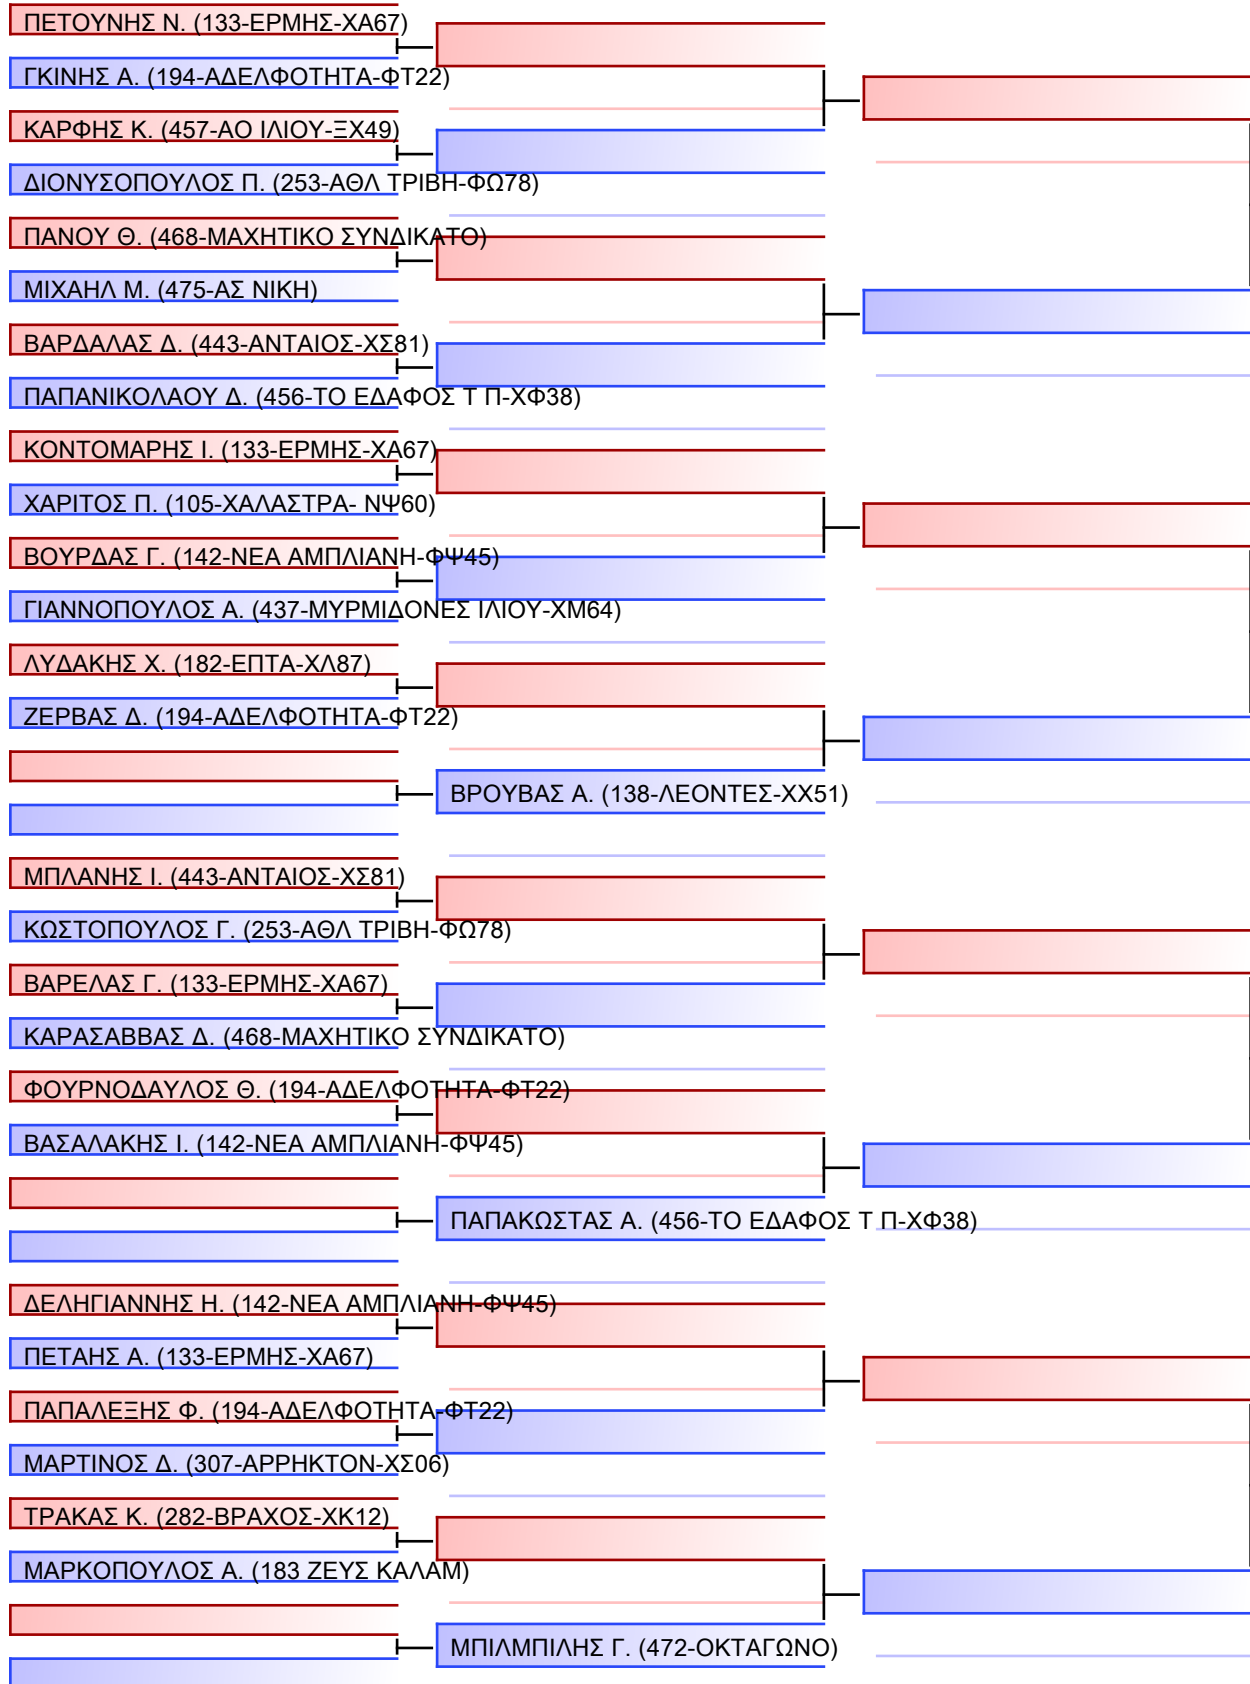 ΠΕΤΟΥΝΗΣ Ν. (133-ΕΡΜΗΣ-ΧΑ67)
ΓΚΙΝΗΣ Α. (194-ΑΔΕΛΦΟΤΗΤΑ-ΦΤ22)
ΚΑΡΦΗΣ Κ. (457-ΑΟ ΙΛΙΟΥ-ΞΧ49)
ΔΙΟΝΥΣΟΠΟΥΛΟΣ Π. (253-ΑΘΛ ΤΡΙΒΗ-ΦΩ78)
ΠΑΝΟΥ Θ. (468-ΜΑΧΗΤΙΚΟ ΣΥΝΔΙΚΑΤΟ)
ΜΙΧΑΗΛ Μ. (475-ΑΣ ΝΙΚΗ)
ΒΑΡΔΑΛΑΣ Δ. (443-ΑΝΤΑΙΟΣ-ΧΣ81)
ΠΑΠΑΝΙΚΟΛΑΟΥ Δ. (456-ΤΟ ΕΔΑΦΟΣ Τ Π-ΧΦ38)
ΚΟΝΤΟΜΑΡΗΣ Ι. (133-ΕΡΜΗΣ-ΧΑ67)
ΧΑΡΙΤΟΣ Π. (105-ΧΑΛΑΣΤΡΑ- ΝΨ60)
ΒΟΥΡΔΑΣ Γ. (142-ΝΕΑ ΑΜΠΛΙΑΝΗ-ΦΨ45)
ΓΙΑΝΝΟΠΟΥΛΟΣ Α. (437-ΜΥΡΜΙΔΟΝΕΣ ΙΛΙΟΥ-ΧΜ64)
ΛΥΔΑΚΗΣ Χ. (182-ΕΠΤΑ-ΧΛ87)
ΖΕΡΒΑΣ Δ. (194-ΑΔΕΛΦΟΤΗΤΑ-ΦΤ22)
ΒΡΟΥΒΑΣ Α. (138-ΛΕΟΝΤΕΣ-ΧΧ51)
ΜΠΛΑΝΗΣ Ι. (443-ΑΝΤΑΙΟΣ-ΧΣ81)
ΚΩΣΤΟΠΟΥΛΟΣ Γ. (253-ΑΘΛ ΤΡΙΒΗ-ΦΩ78)
ΒΑΡΕΛΑΣ Γ. (133-ΕΡΜΗΣ-ΧΑ67)
ΚΑΡΑΣΑΒΒΑΣ Δ. (468-ΜΑΧΗΤΙΚΟ ΣΥΝΔΙΚΑΤΟ)
ΦΟΥΡΝΟΔΑΥΛΟΣ Θ. (194-ΑΔΕΛΦΟΤΗΤΑ-ΦΤ22)
ΒΑΣΑΛΑΚΗΣ Ι. (142-ΝΕΑ ΑΜΠΛΙΑΝΗ-ΦΨ45)
ΠΑΠΑΚΩΣΤΑΣ Α. (456-ΤΟ ΕΔΑΦΟΣ Τ Π-ΧΦ38)
ΔΕΛΗΓΙΑΝΝΗΣ Η. (142-ΝΕΑ ΑΜΠΛΙΑΝΗ-ΦΨ45)
ΠΕΤΑΗΣ Α. (133-ΕΡΜΗΣ-ΧΑ67)
ΠΑΠΑΛΕΞΗΣ Φ. (194-ΑΔΕΛΦΟΤΗΤΑ-ΦΤ22)
ΜΑΡΤΙΝΟΣ Δ. (307-ΑΡΡΗΚΤΟΝ-ΧΣ06)
ΤΡΑΚΑΣ Κ. (282-ΒΡΑΧΟΣ-ΧΚ12)
ΜΑΡΚΟΠΟΥΛΟΣ Α. (183 ΖΕΥΣ ΚΑΛΑΜ)
ΜΠΙΛΜΠΙΛΗΣ Γ. (472-ΟΚΤΑΓΩΝΟ)